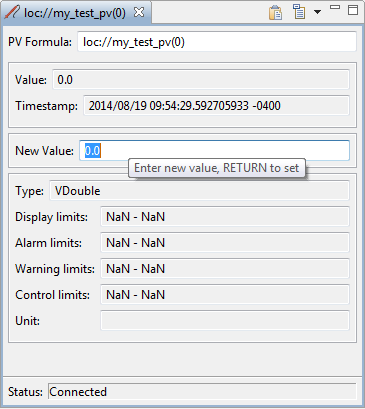 loc://my_test_pv(0)
PV Formula: loc://my_test_pv(0)
Value: 0.0
Timestamp: 2014/08/19 09:54:29.592705933 -0400
New Value: 0.0
Enter new value, RETURN to set
Type: VDouble
Display limits: NaN - NaN
Alarm limits: NaN - NaN
Warning limits: NaN - NaN
Control limits: NaN - NaN
Unit:
Status: Connected